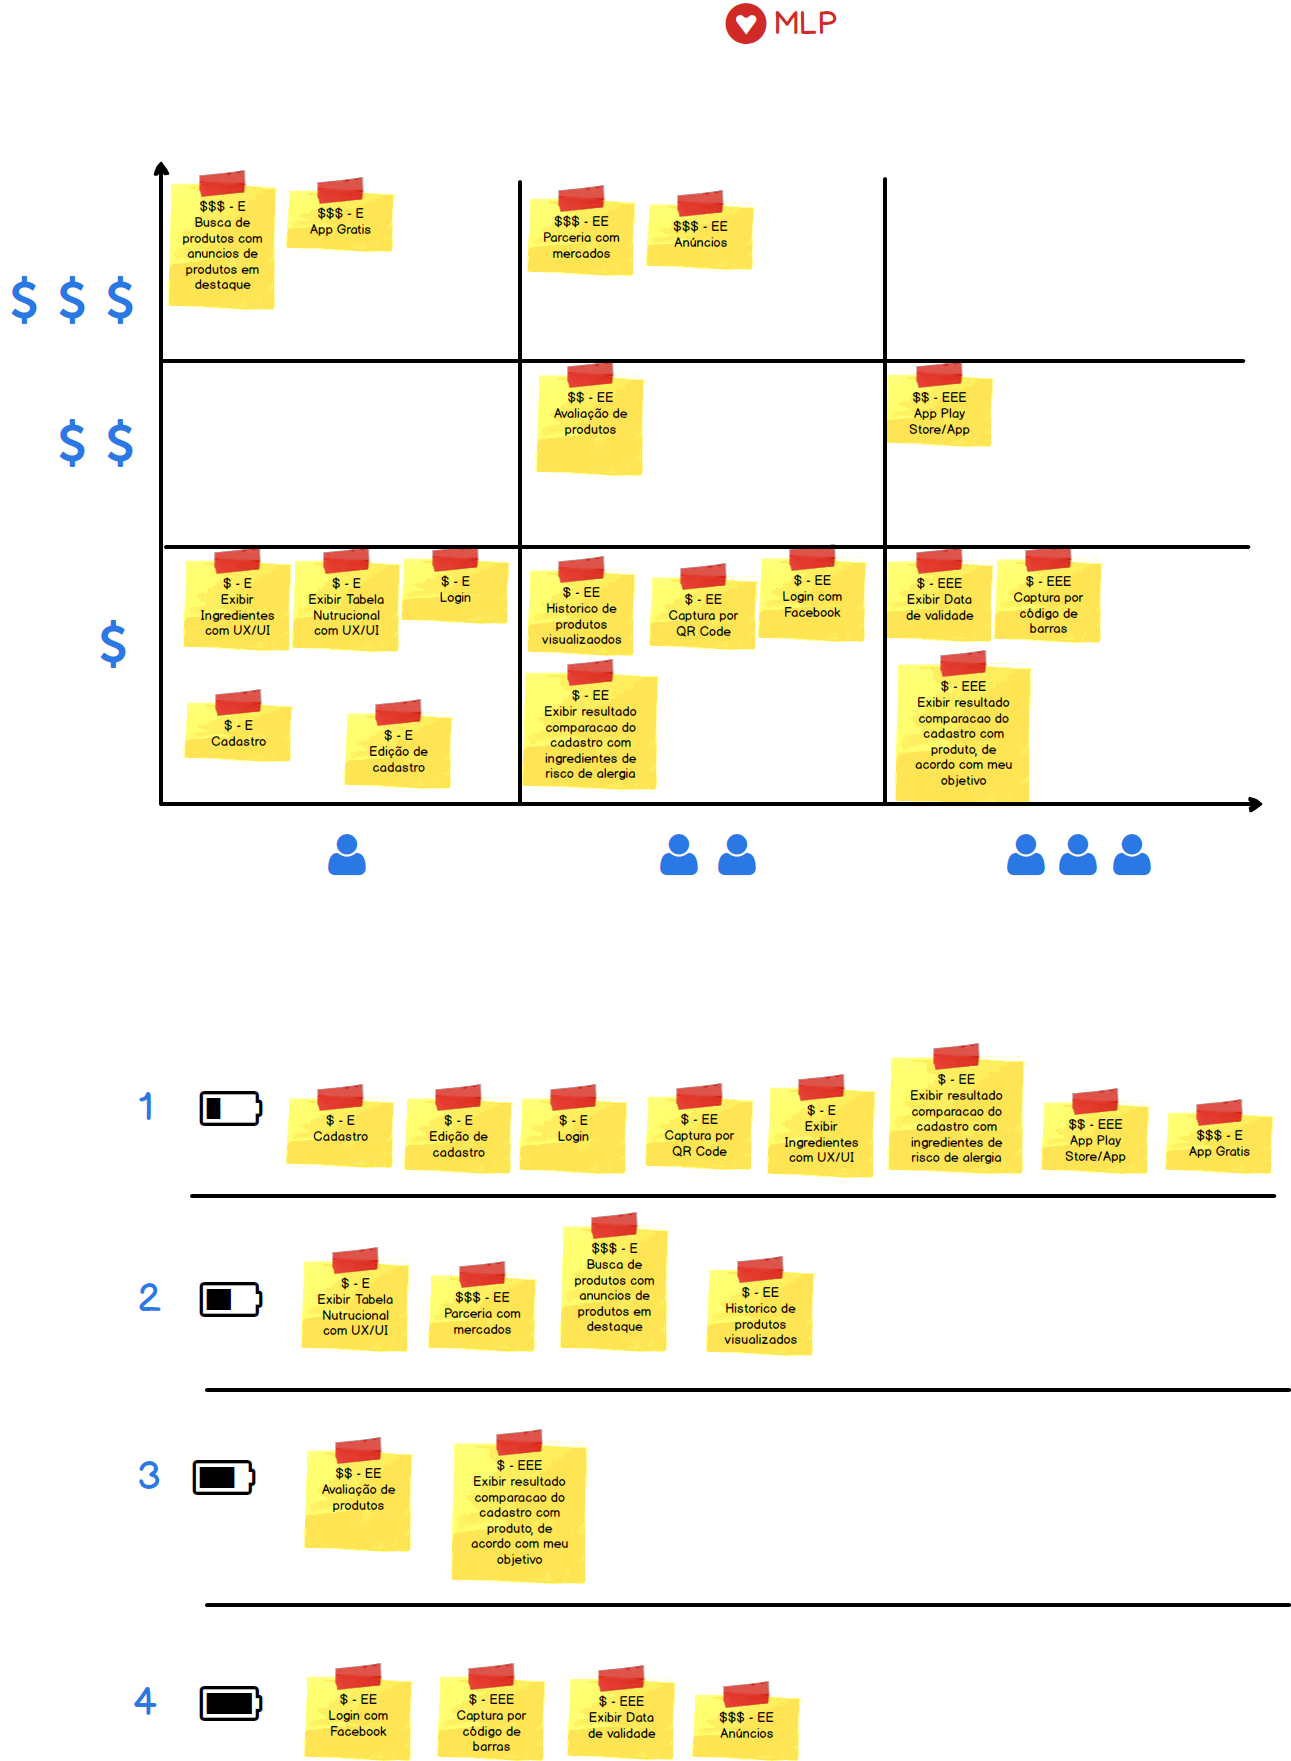 MLP
$$$ - E
Busca de
produtos com
anuncios de
produtos em
destaque
$$$ - E
App Gratis
$$$ - EE
Parceria com
mercados
$$$ - EE
Anúncios
$ $ $
$$ - EE
Avaliação de
produtos
$$ - EEE
App Play
Store/App
$ $
$ - E
Exibir
Ingredientes
com UX/UI
$ - E
Exibir Tabela
Nutrucional
com UX/UI
$ - E
Login
$ - EE
Historico de
produtos
visualizaodos
$ - EE
Captura por
QR Code
$ - EE
Login com
Facebook
$ - EEE
Exibir Data
de validade
$ - EEE
Captura por
código de
barras
$
$ - E
Cadastro
$ - E
Edição de
cadastro
$ - EE
Exibir resultado
comparacao do
cadastro com
ingredientes de
risco de alergia
$ - EEE
Exibir resultado
comparacao do
cadastro com
produto, de
acordo com meu
objetivo
1
$ - E
Cadastro
$ - E
Edição de
cadastro
$ - E
Login
$ - EE
Captura por
QR Code
$ - E
Exibir
Ingredientes
com UX/UI
$ - EE
Exibir resultado
comparacao do
cadastro com
ingredientes de
risco de alergia
$$ - EEE
App Play
Store/App
$$$ - E
App Gratis
2
$ - E
Exibir Tabela
Nutrucional
com UX/UI
$$$ - EE
Parceria com
mercados
$$$ - E
Busca de
produtos com
anuncios de
produtos em
destaque
$ - EE
Historico de
produtos
visualizados
3
$$ - EE
Avaliação de
produtos
$ - EEE
Exibir resultado
comparacao do
cadastro com
produto, de
acordo com meu
objetivo
4
$ - EE
Login com
Facebook
$ - EEE
Captura por
código de
barras
$ - EEE
Exibir Data
de validade
$$$ - EE
Anúncios